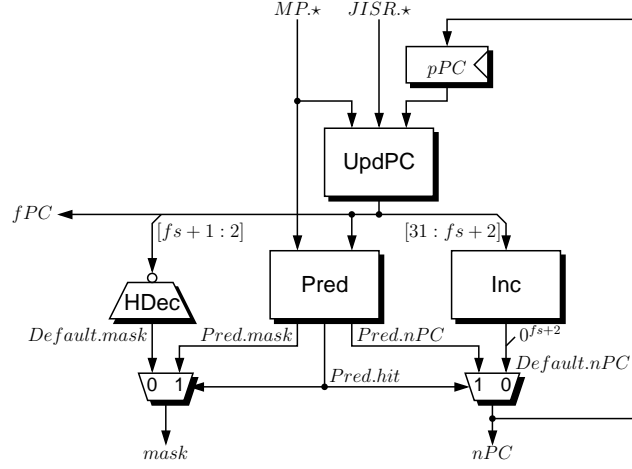 MP.⋆ JISR.⋆
pPC
UpdPC
fPC
[fs + 1 : 2] [31 : fs + 2]
HDec Pred Inc
Default.mask Pred.mask Pred.nPC 0^{fs+2}
Default.nPC
0 1 Pred.hit 1 0
mask nPC